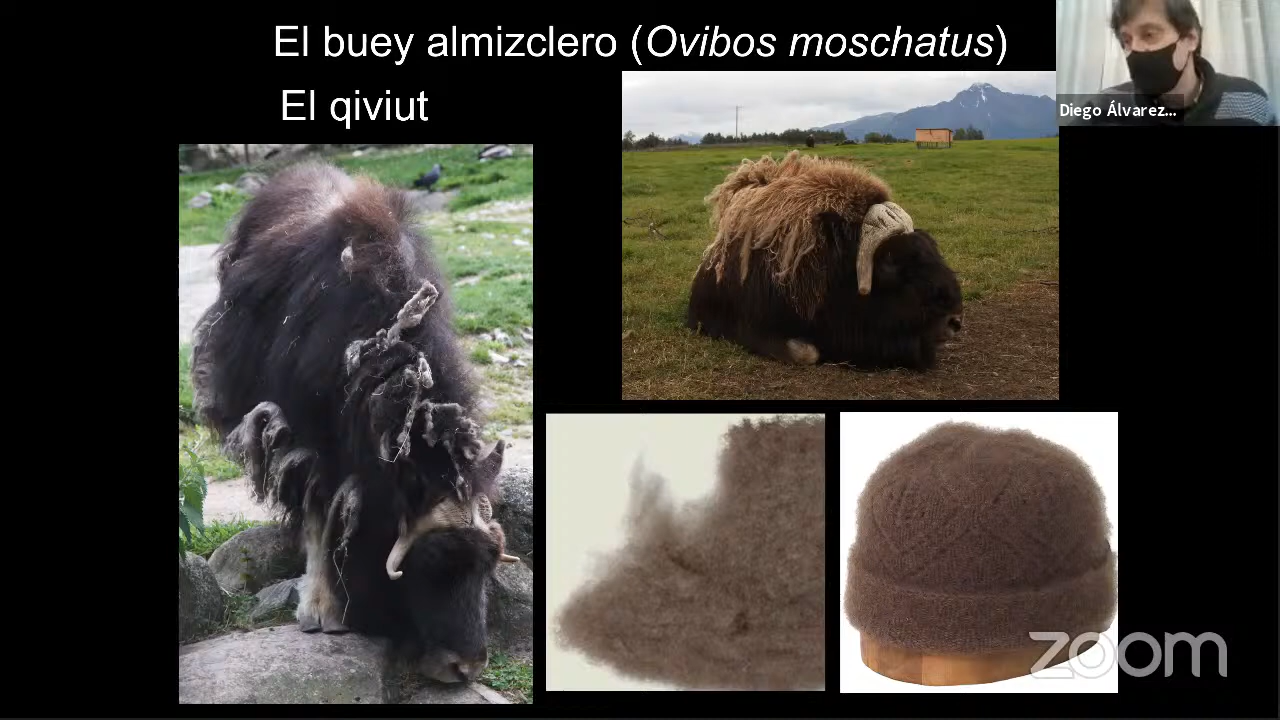 El buey almizclero (Ovibos moschatus)
El qiviut
Diego Álvarez...
zoom